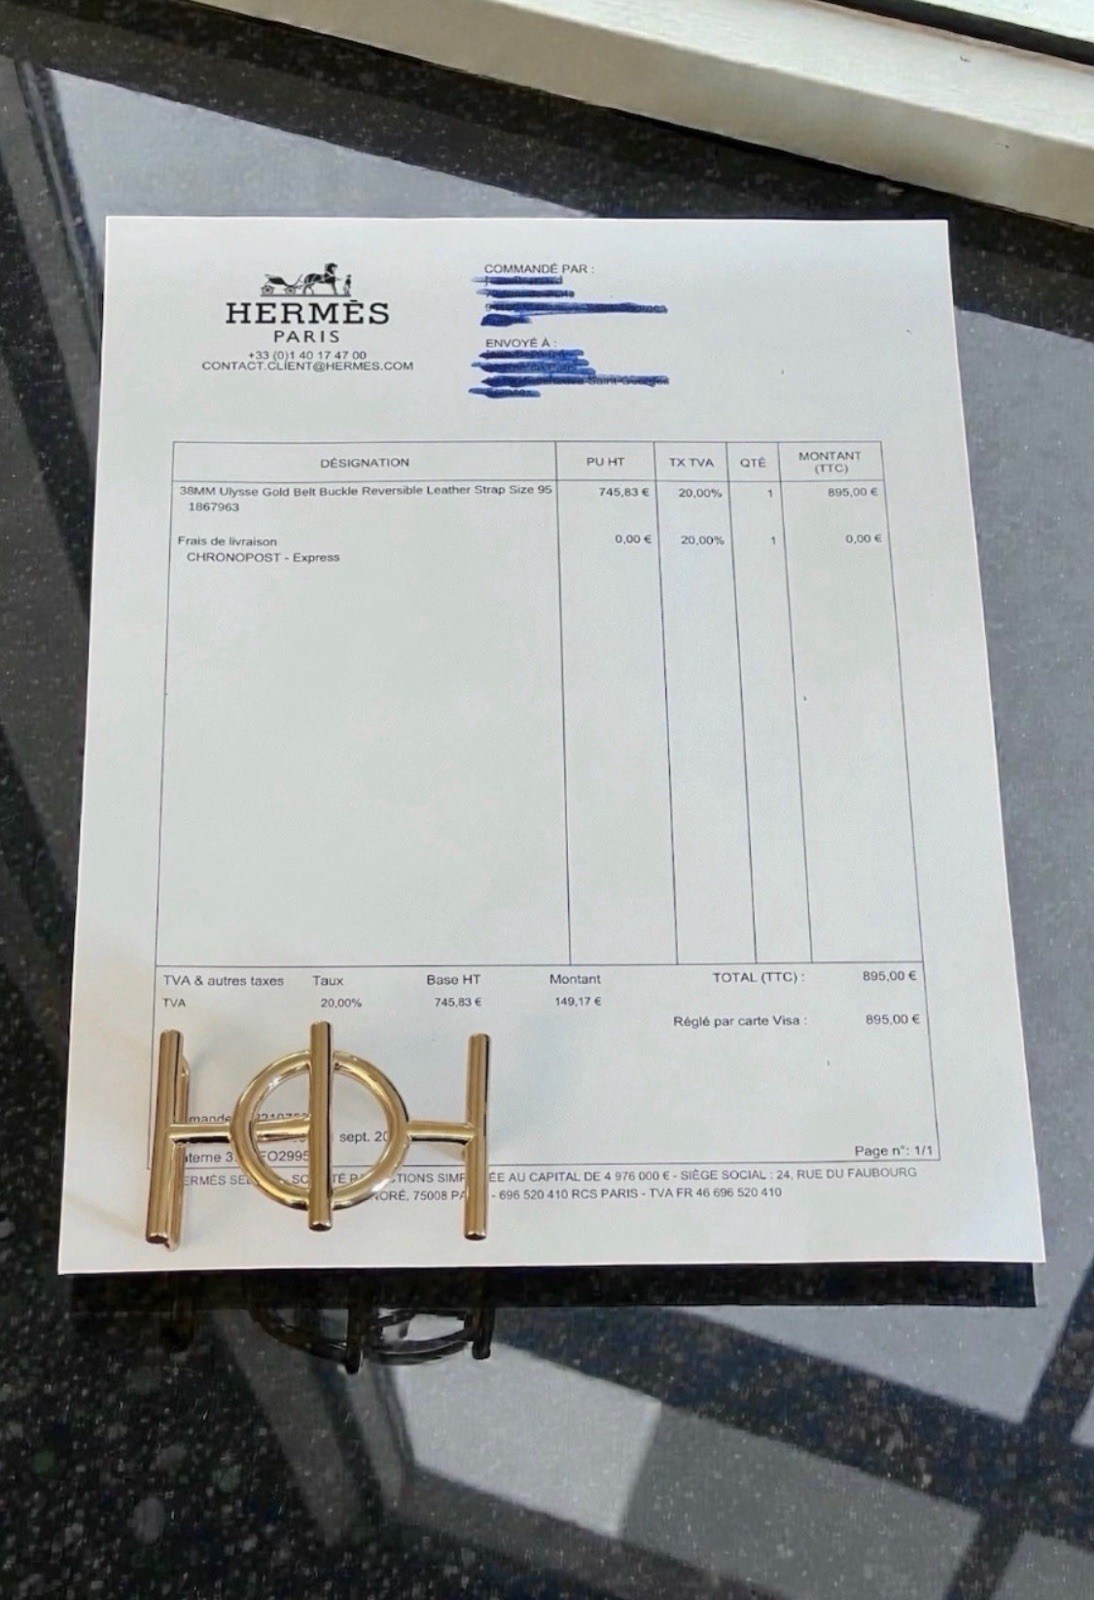 HERMÈS
PARIS
+33 (0)1 40 17 47 00
CONTACT.CLIENT@HERMES.COM
COMMANDÉ PAR :
ENVOYÉ À :
DÉSIGNATION PU HT TX TVA QTÉ MONTANT (TTC)
38MM Ulysse Gold Belt Buckle Reversible Leather Strap Size 95 745,83 € 20,00% 1 895,00 €
1867963
Frais de livraison 0,00 € 20,00% 1 0,00 €
CHRONOPOST - Express
TVA & autres taxes Taux Base HT Montant TOTAL (TTC) : 895,00 €
TVA 20,00% 745,83 € 149,17 €
Réglé par carte Visa : 895,00 €
sept. 20
Page n°: 1/1
AU CAPITAL DE 4 976 000 € - SIÈGE SOCIAL : 24, RUE DU FAUBOURG
75008 - 696 520 410 RCS PARIS - TVA FR 46 696 520 410